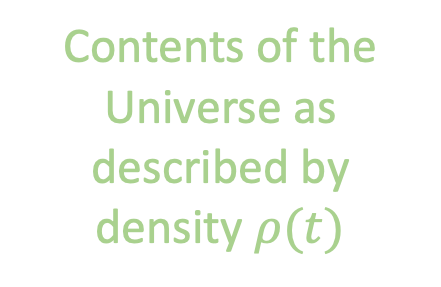 Contents of the
Universe as
described by
density ρ(t)